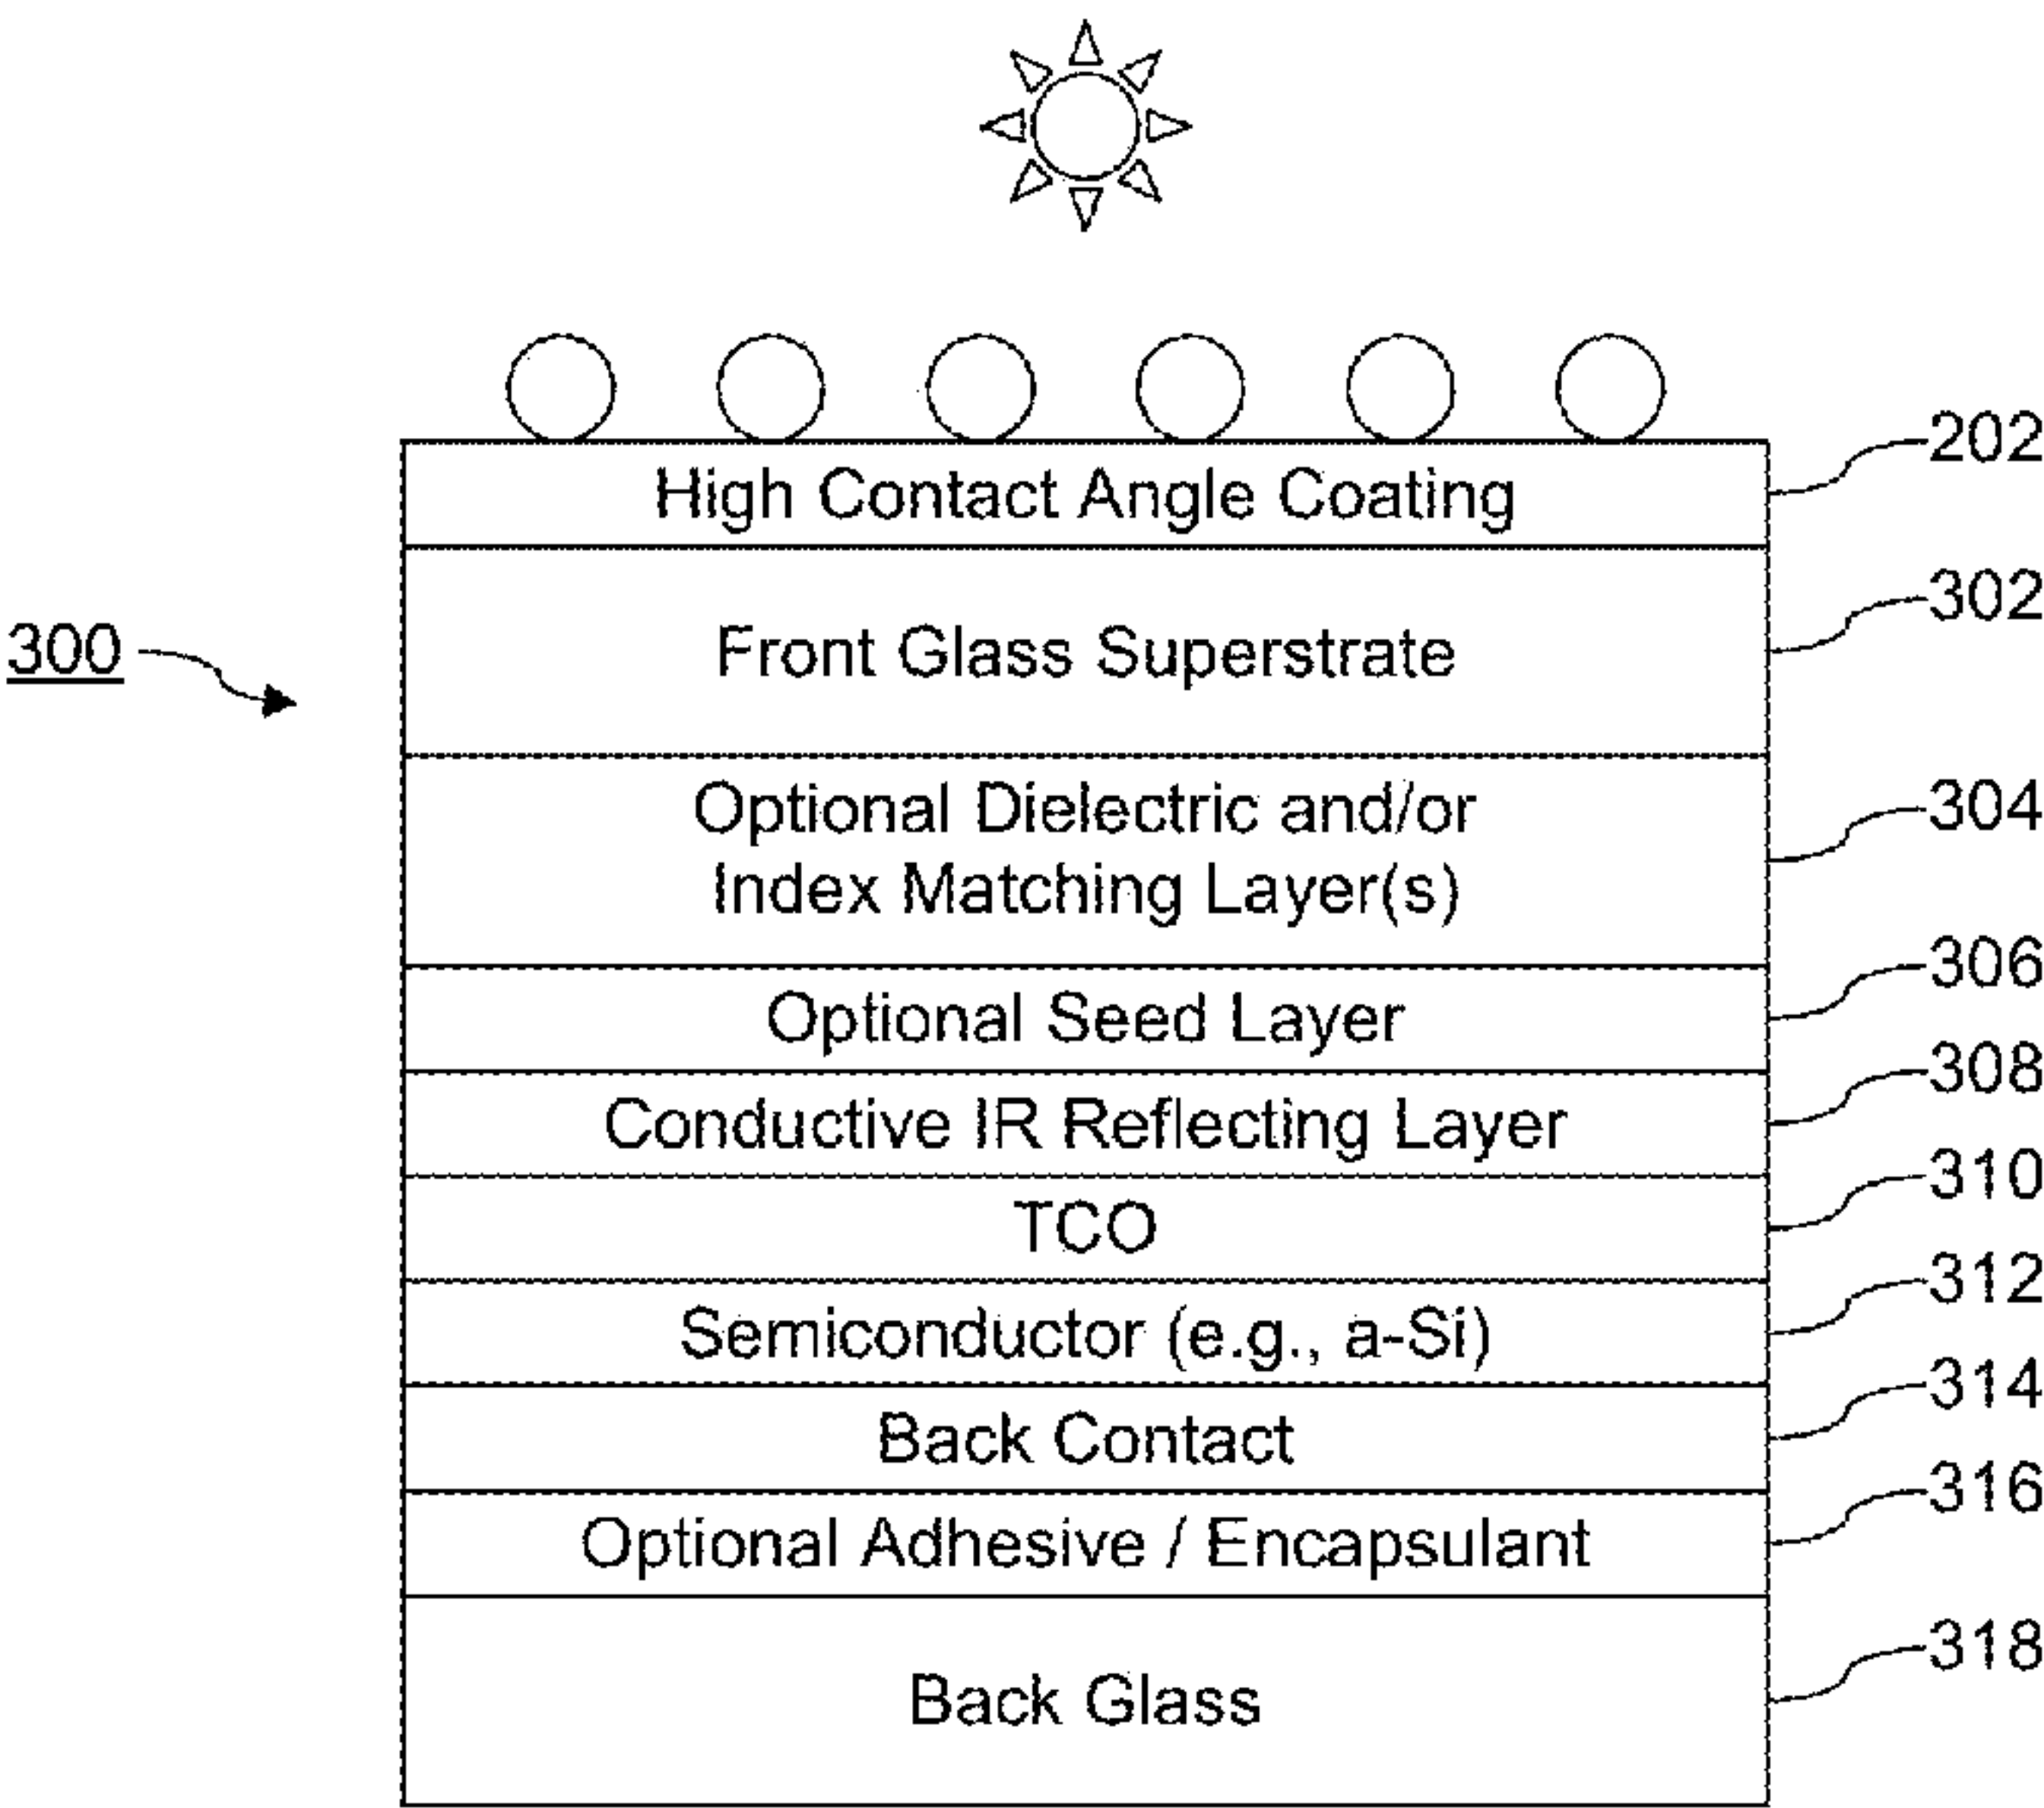 High Contact Angle Coating
202
Front Glass Superstrate
302
300
Optional Dielectric and/or
Index Matching Layer(s)
304
Optional Seed Layer
306
Conductive IR Reflecting Layer
308
TCO
310
Semiconductor (e.g., a-Si)
312
Back Contact
314
Optional Adhesive / Encapsulant
316
Back Glass
318